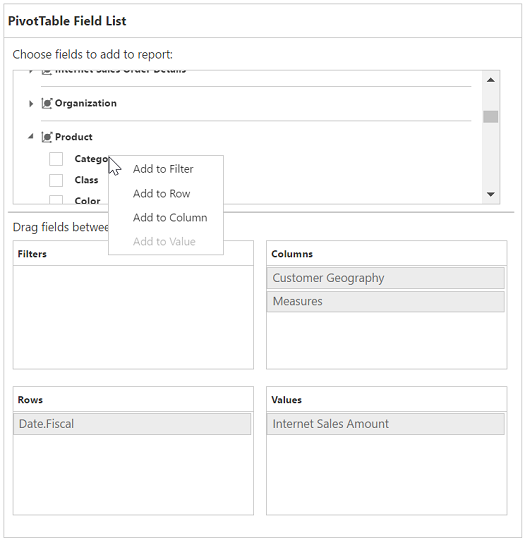 PivotTable Field List
Choose fields to add to report:
Internet Sales Order Details
Organization
Product
Catego
Class
Color
Add to Filter
Add to Row
Add to Column
Add to Value
Drag fields betwee
Filters
Columns
Customer Geography
Measures
Rows
Values
Date.Fiscal
Internet Sales Amount